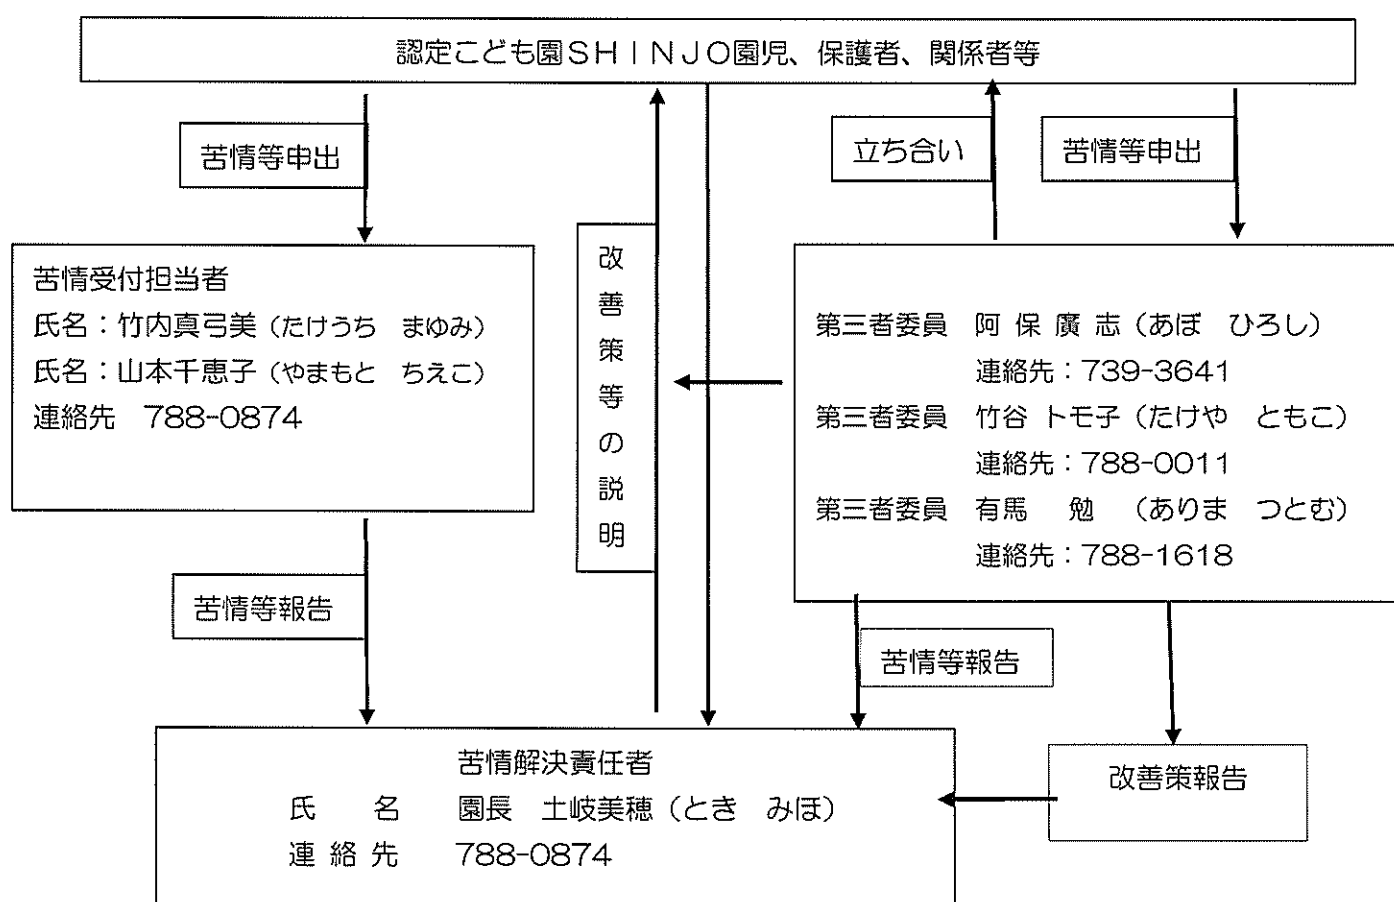 認定こども園SHINJO園児、保護者、関係者等
苦情等申出
立ち合い
苦情等申出
苦情受付担当者
氏名：竹内真弓美（たけうち　まゆみ）
氏名：山本千恵子（やまもと　ちえこ）
連絡先　788-0874
改善策等の説明
第三者委員　阿 保 廣 志（あぼ　ひろし）
連絡先：739-3641
第三者委員　竹谷 トモ子（たけや　ともこ）
連絡先：788-0011
第三者委員　有馬　勉　（ありま　つとむ）
連絡先：788-1618
苦情等報告
苦情等報告
苦情解決責任者
氏　名　園長　土岐美穂（とき　みほ）
連 絡 先　788-0874
改善策報告